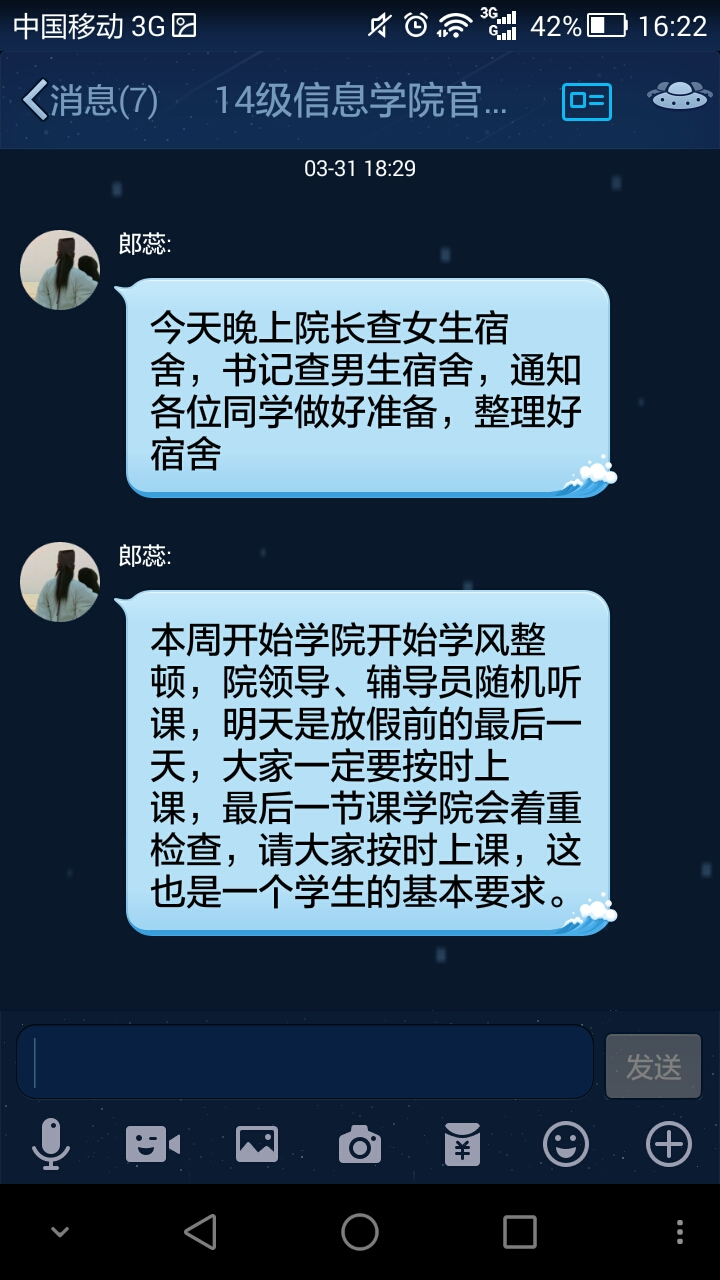 中国移动 3G 3G G 42% 16:22
消息(7) 14级信息学院官...
03-31 18:29
郎蕊:
今天晚上院长查女生宿
舍，书记查男生宿舍，通知
各位同学做好准备，整理好
宿舍
郎蕊:
本周开始学院开始学风整
顿，院领导、辅导员随机听
课，明天是放假前的最后一
天，大家一定要按时上
课，最后一节课学院会着重
检查，请大家按时上课，这
也是一个学生的基本要求。
发送